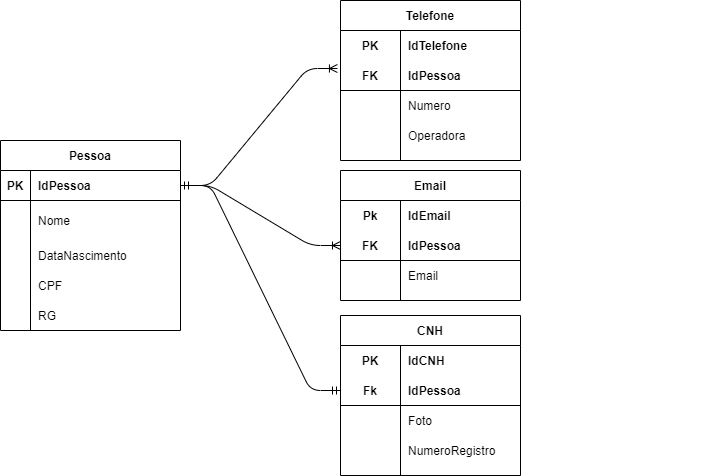 Pessoa
PK IdPessoa
Nome
DataNascimento
CPF
RG
Telefone
PK IdTelefone
FK IdPessoa
Numero
Operadora
Email
Pk IdEmail
FK IdPessoa
Email
CNH
PK IdCNH
Fk IdPessoa
Foto
NumeroRegistro